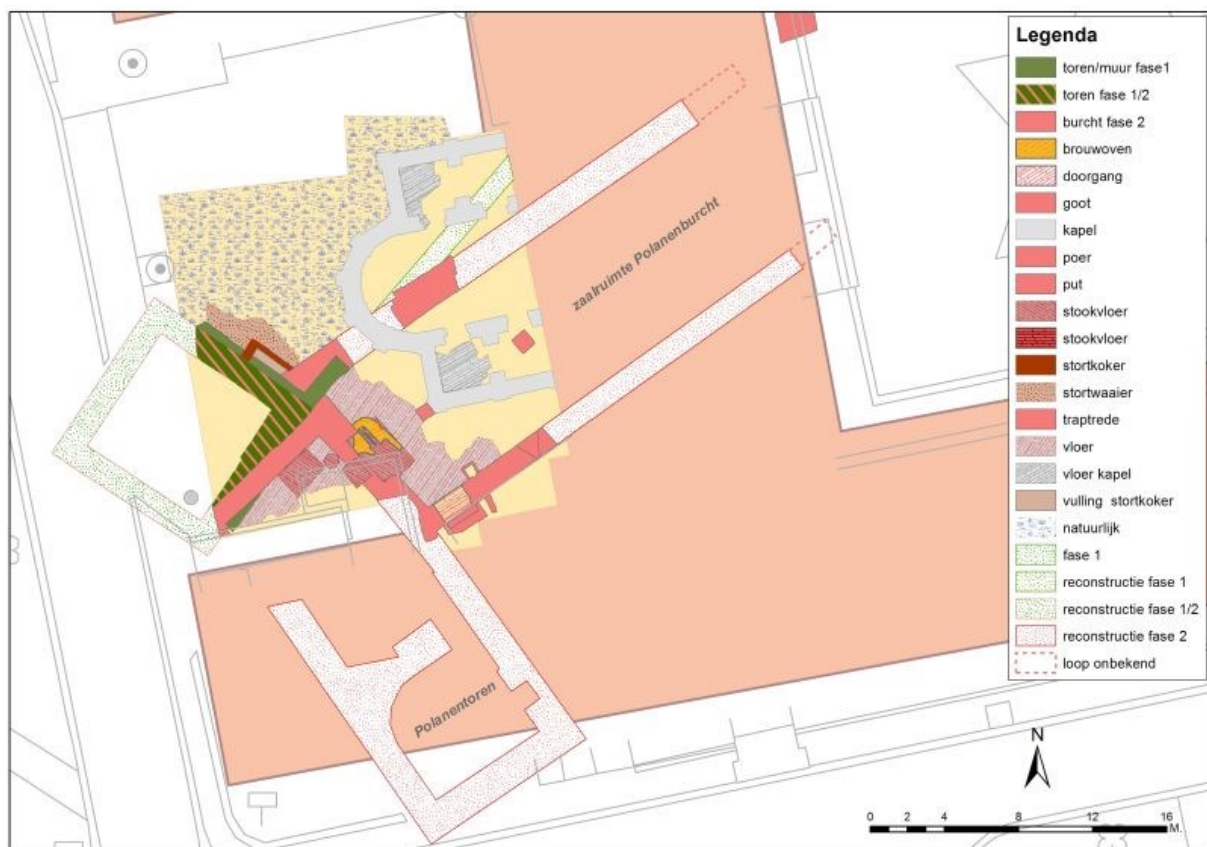 Legenda
toren/muur fase1
toren fase 1/2
burcht fase 2
brouwoven
doorgang
goot
kapel
poer
put
stookvloer
stookvloer
stortkoker
stortwaaier
traptrede
vloer
vloer kapel
vulling stortkoker
natuurlijk
fase 1
reconstructie fase 1
reconstructie fase 1/2
reconstructie fase 2
loop onbekend
zaalruimte Polanenburcht
Polanentoren
N
0 2 4 8 12 16
M.